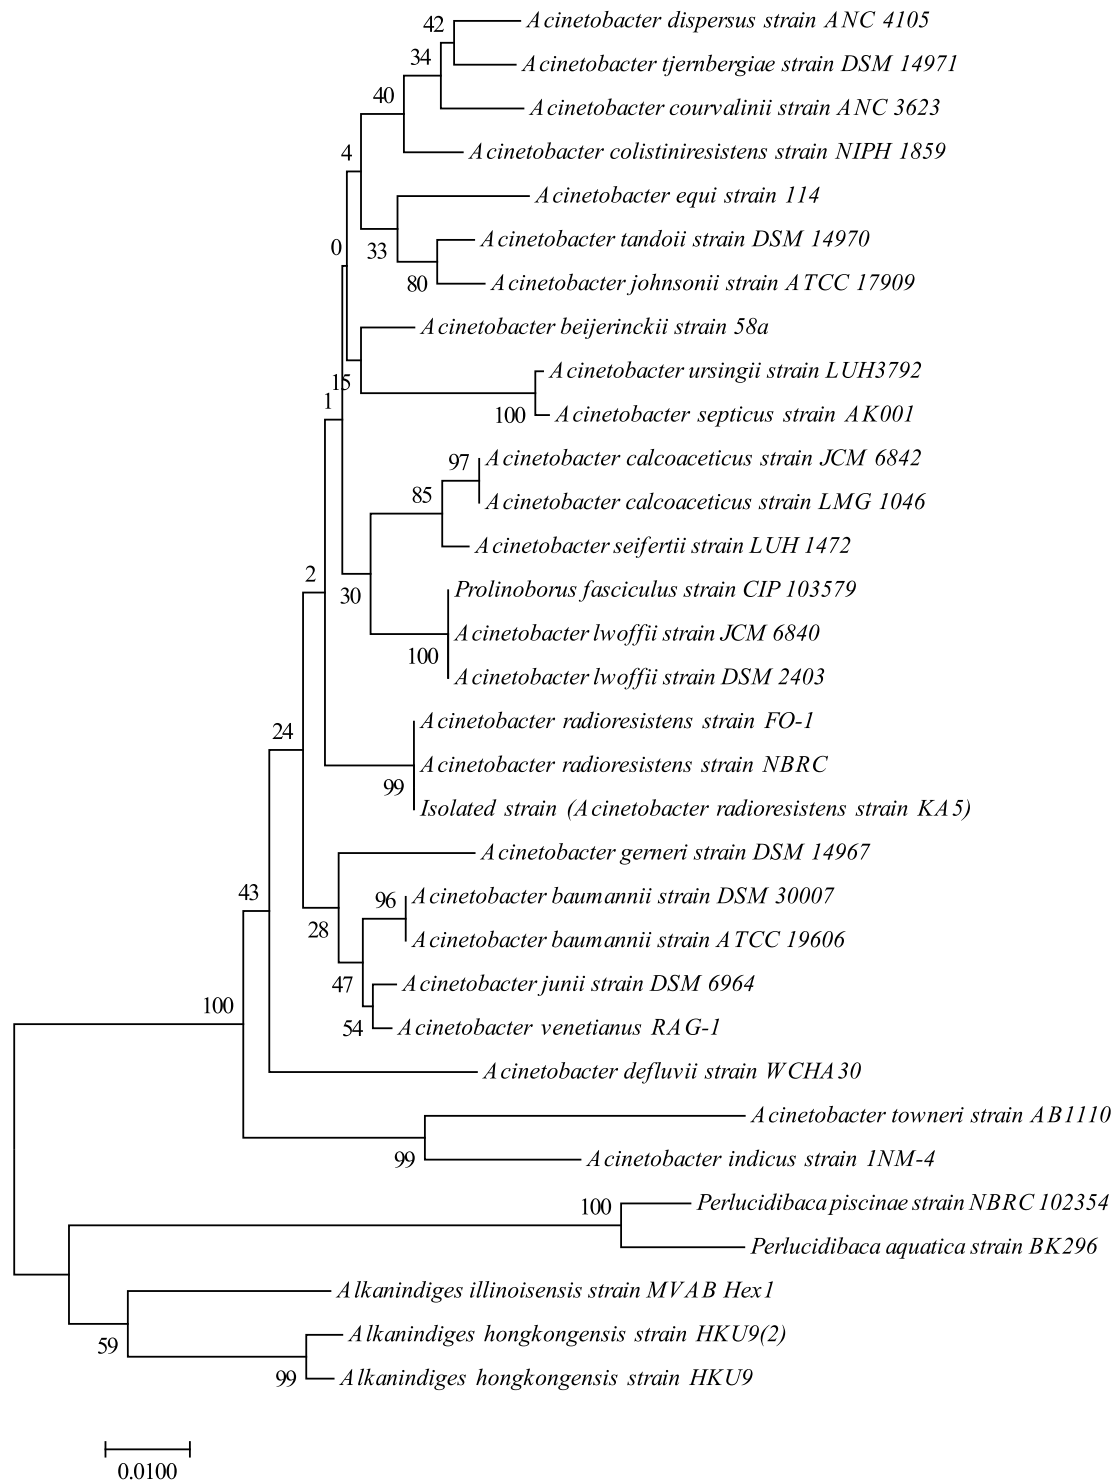 42
Acinetobacter dispersus strain ANC 4105
34
Acinetobacter tjernbergiae strain DSM 14971
40
Acinetobacter courvalinii strain ANC 3623
4
Acinetobacter colistiniresistens strain NIPH 1859
Acinetobacter equi strain 114
0
33
Acinetobacter tandoii strain DSM 14970
80
Acinetobacter johnsonii strain ATCC 17909
Acinetobacter beijerinckii strain 58a
15
Acinetobacter ursingii strain LUH3792
1
100
Acinetobacter septicus strain AK001
97
Acinetobacter calcoaceticus strain JCM 6842
85
Acinetobacter calcoaceticus strain LMG 1046
Acinetobacter seifertii strain LUH 1472
2
30
Prolinoborus fasciculus strain CIP 103579
Acinetobacter lwoffii strain JCM 6840
100
Acinetobacter lwoffii strain DSM 2403
24
Acinetobacter radioresistens strain FO-1
Acinetobacter radioresistens strain NBRC
99
Isolated strain (Acinetobacter radioresistens strain KA5)
Acinetobacter gerneri strain DSM 14967
43
96
Acinetobacter baumannii strain DSM 30007
28
Acinetobacter baumannii strain ATCC 19606
47
Acinetobacter junii strain DSM 6964
100
54
Acinetobacter venetianus RAG-1
Acinetobacter defluvii strain WCHA30
Acinetobacter towneri strain AB1110
99
Acinetobacter indicus strain 1NM-4
100
Perlucidibaca piscinae strain NBRC 102354
Perlucidibaca aquatica strain BK296
Alkanindiges illinoisensis strain MVAB Hex1
59
Alkanindiges hongkongensis strain HKU9(2)
99
Alkanindiges hongkongensis strain HKU9
0.0100